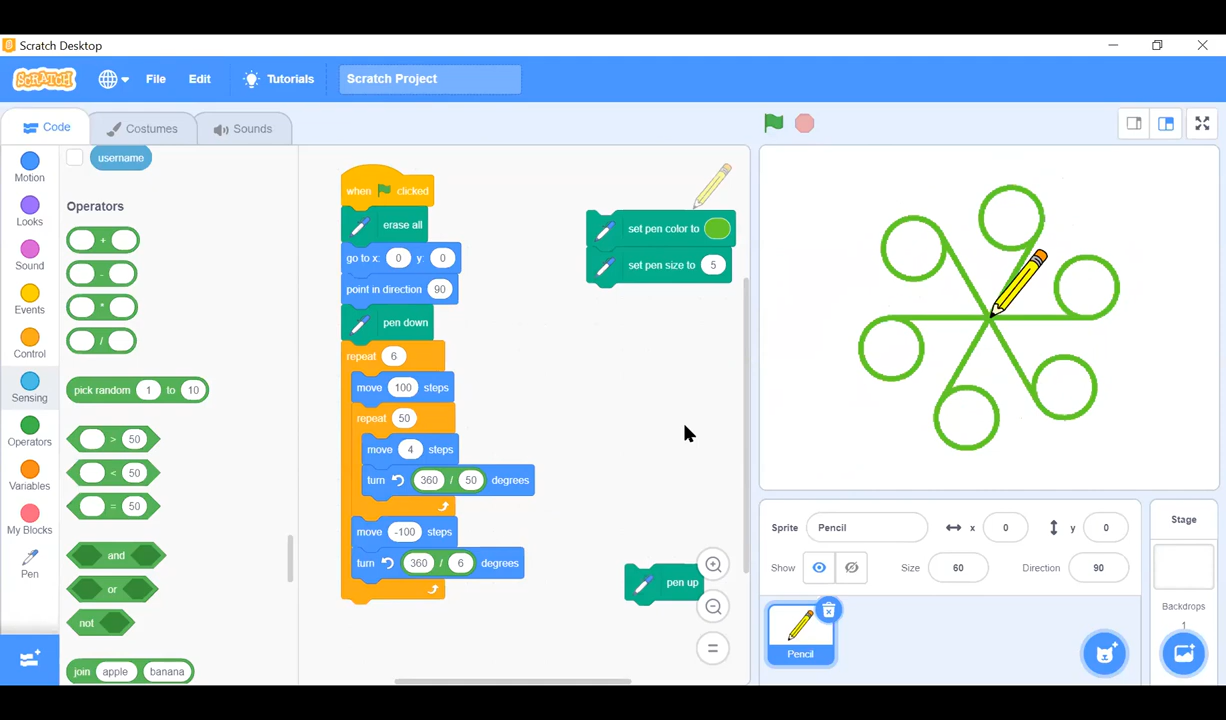 Scratch Desktop
SCRATCH
File Edit Tutorials Scratch Project
Code Costumes Sounds
Motion
Looks
Sound
Events
Control
Sensing
Operators
Variables
My Blocks
Pen
username
Operators
+
-
*
/
pick random 1 to 10
> 50
< 50
= 50
and
or
not
join apple banana
when clicked
erase all
go to x: 0 y: 0
point in direction 90
pen down
repeat 6
move 100 steps
repeat 50
move 4 steps
turn 360 / 50 degrees
move -100 steps
turn 360 / 6 degrees
set pen color to
set pen size to 5
pen up
Sprite Pencil x 0 y 0
Show Size 60 Direction 90
Pencil
Stage
Backdrops
1